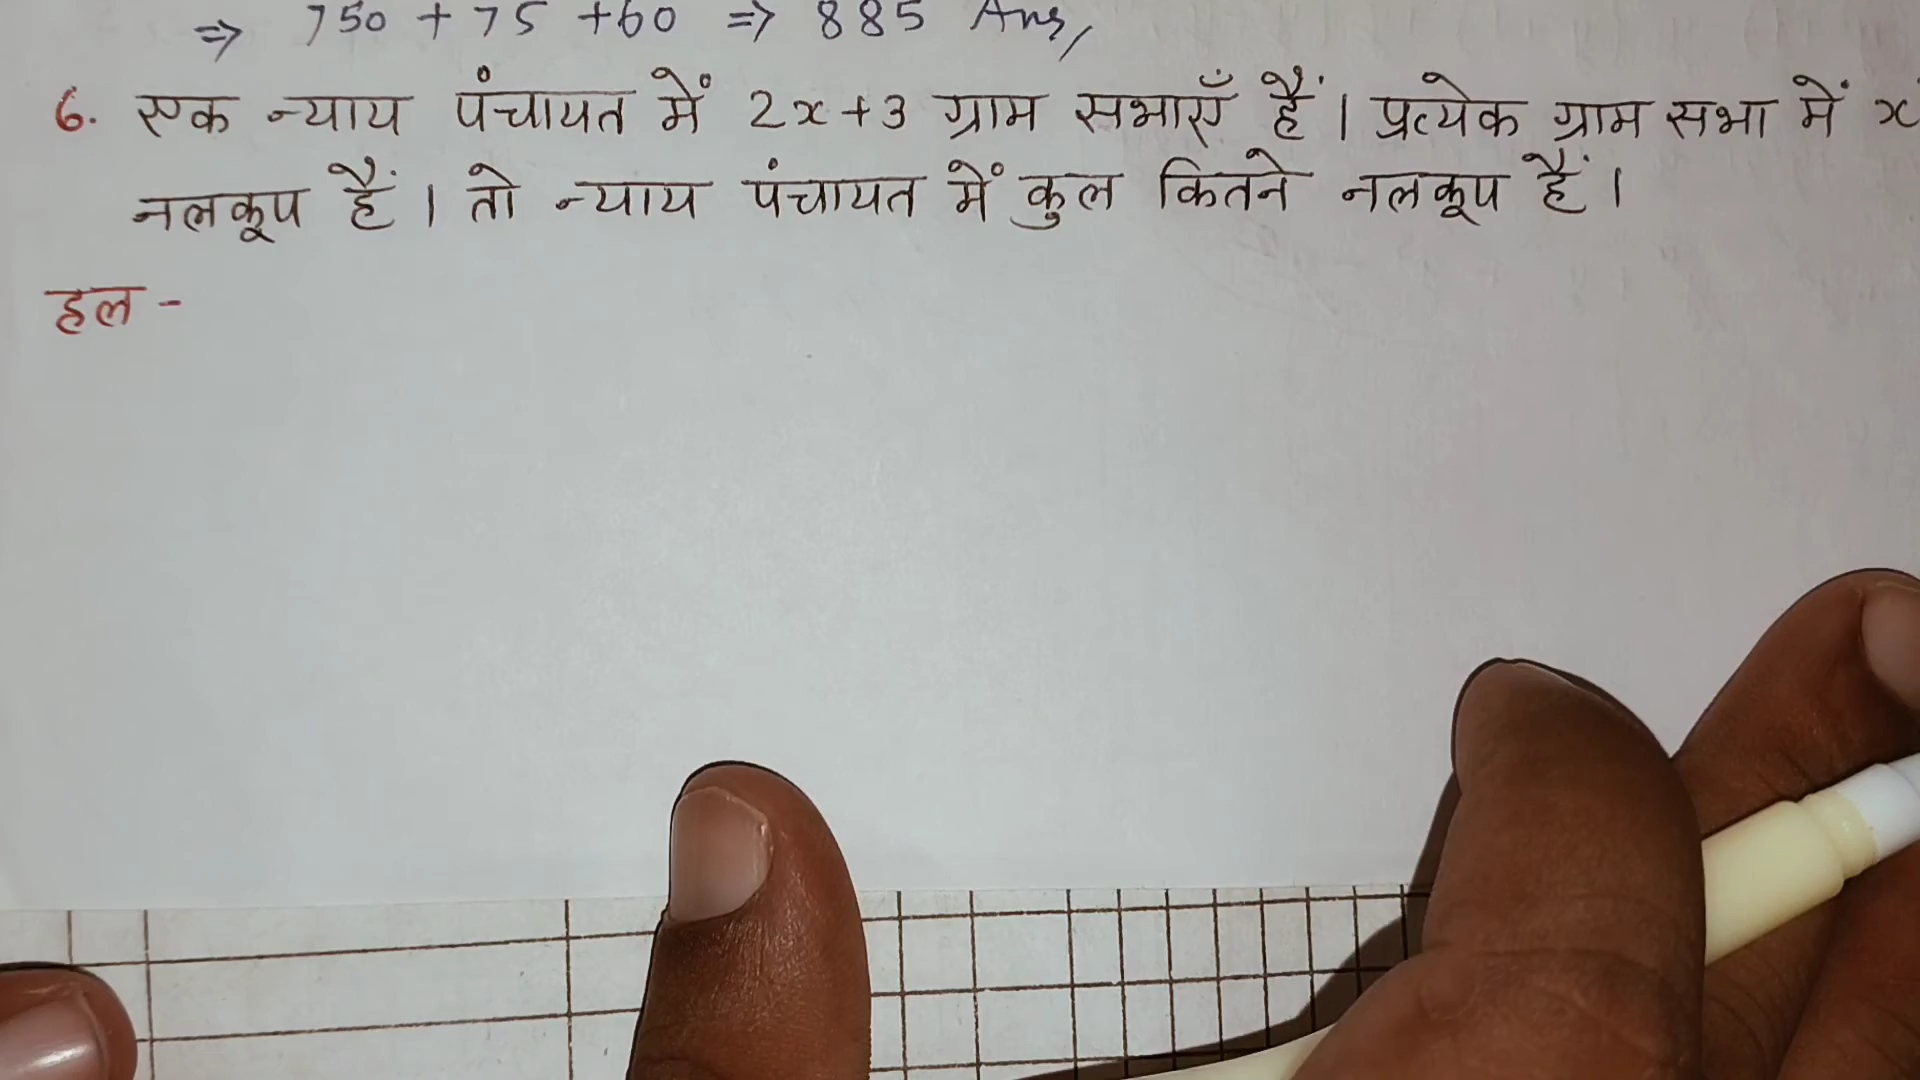 ⇒ 750 + 75 + 60 ⇒ 885 Ans,
6. एक न्याय पंचायत में 2x+3 ग्राम सभाएँ हैं । प्रत्येक ग्राम सभा में x
नलकूप हैं । तो न्याय पंचायत में कुल कितने नलकूप हैं ।
हल -